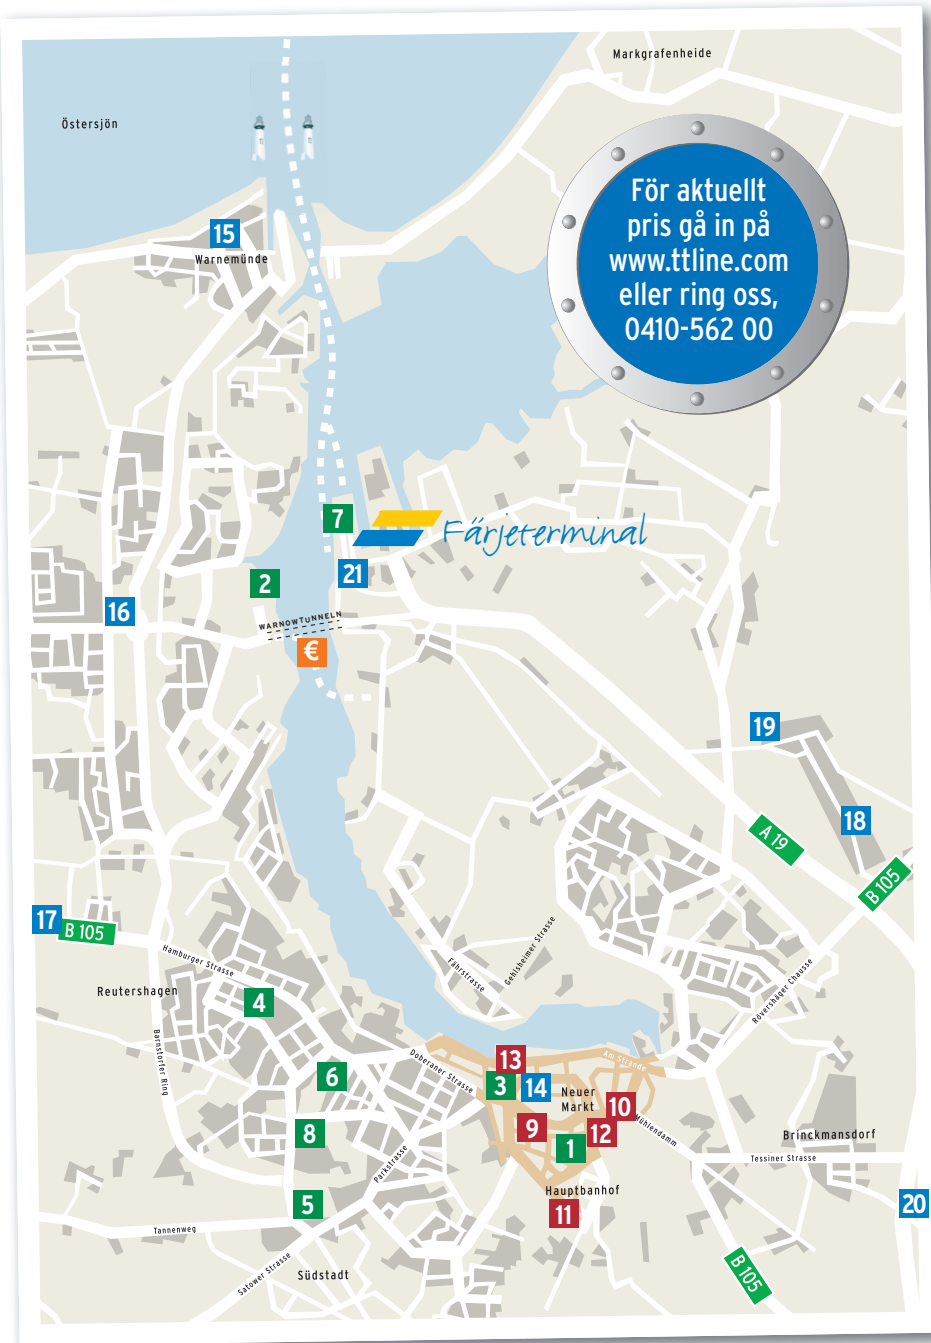 Markgrafenheide
Östersjön
För aktuellt
pris gå in på
www.ttline.com
eller ring oss,
0410-562 00
15
Warnemünde
7
Färjeterminal
21
2
16
WARNOWTUNNELN
€
19
18
A 19
B 105
17
B 105
Hamburger Strasse
Gehlsheimer Strasse
Fährstrasse
Rövershäger Chausse
Reutershagen
4
Barnstorfer Ring
Doberaner Strasse
13
Am Strande
6
3
14
Neuer
Markt
10
Mühlendamm
9
12
8
1
Brinckmansdorf
Tessiner Strasse
Parkstrasse
Hauptbanhof
11
5
20
Tannenweg
Satower Strasse
Südstadt
B 105